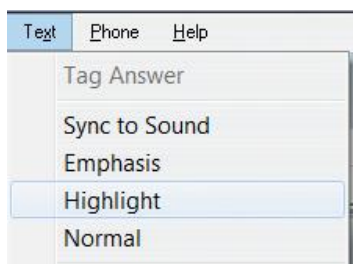 Text Phone Help
Tag Answer
Sync to Sound
Emphasis
Highlight
Normal